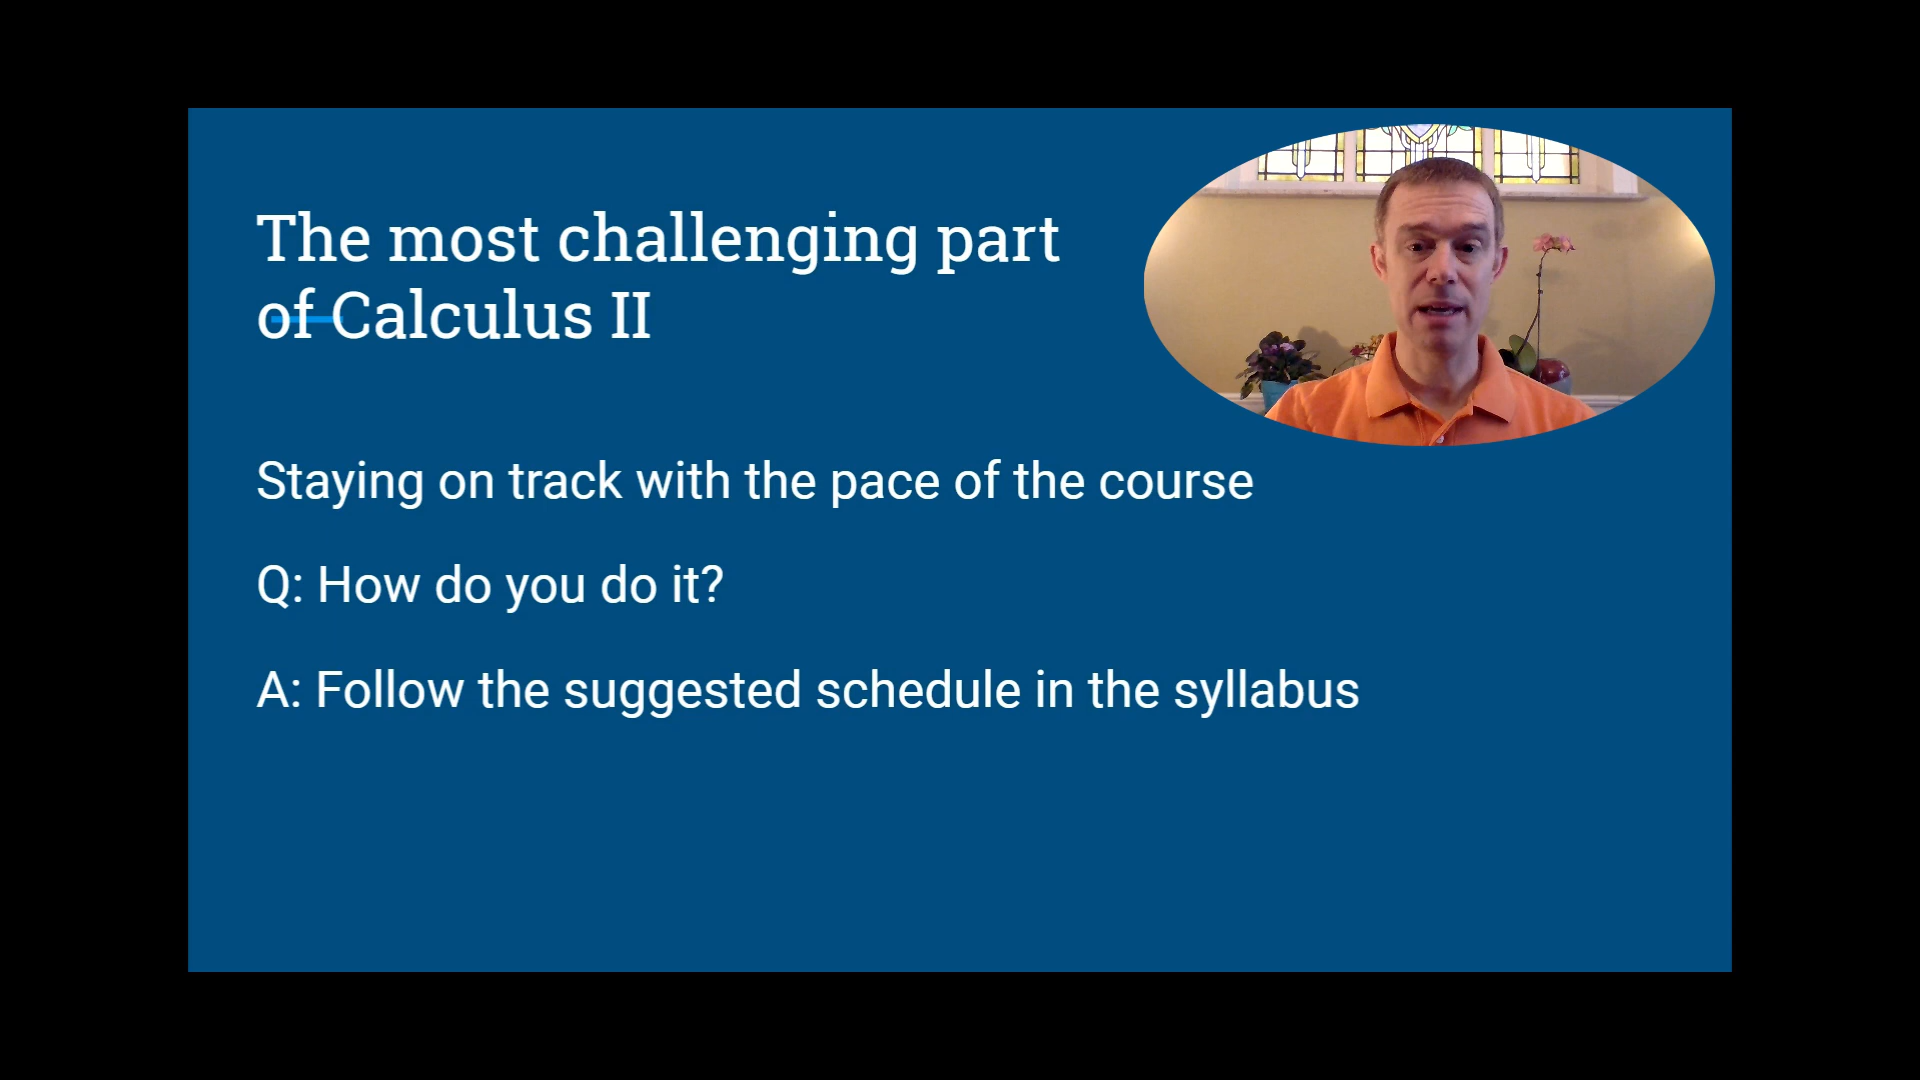 The most challenging part
of Calculus II
Staying on track with the pace of the course
Q: How do you do it?
A: Follow the suggested schedule in the syllabus